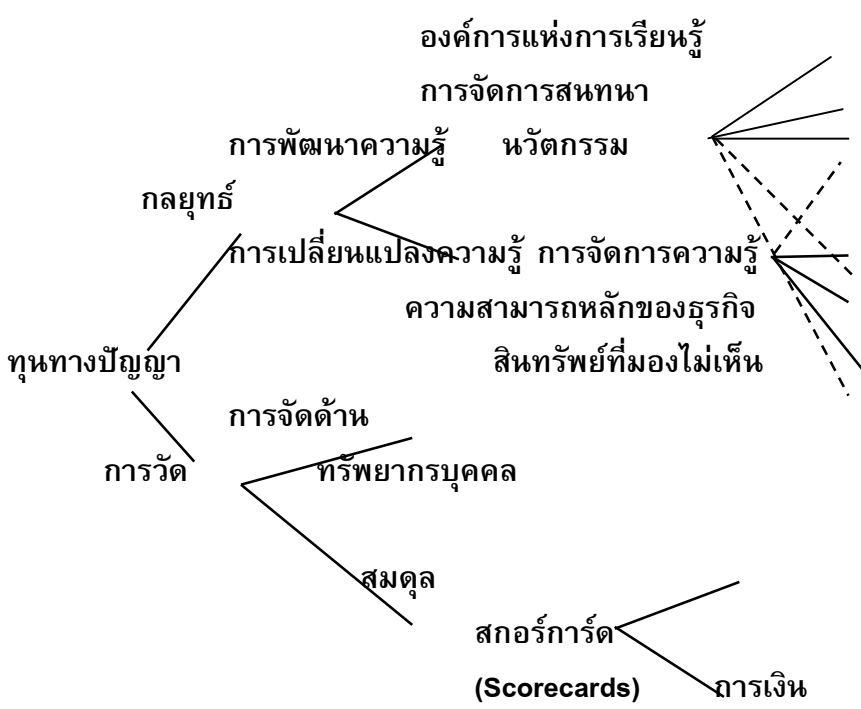 องค์การแห่งการเรียนรู้
การจัดการสนทนา
การพัฒนาความรู้ นวัตกรรม
กลยุทธ์
การเปลี่ยนแปลงความรู้ การจัดการความรู้
ความสามารถหลักของธุรกิจ
ทุนทางปัญญา สินทรัพย์ที่มองไม่เห็น
การจัดด้าน
การวัด ทรัพยากรบุคคล
สมดุล
สกอร์การ์ด
(Scorecards) การเงิน